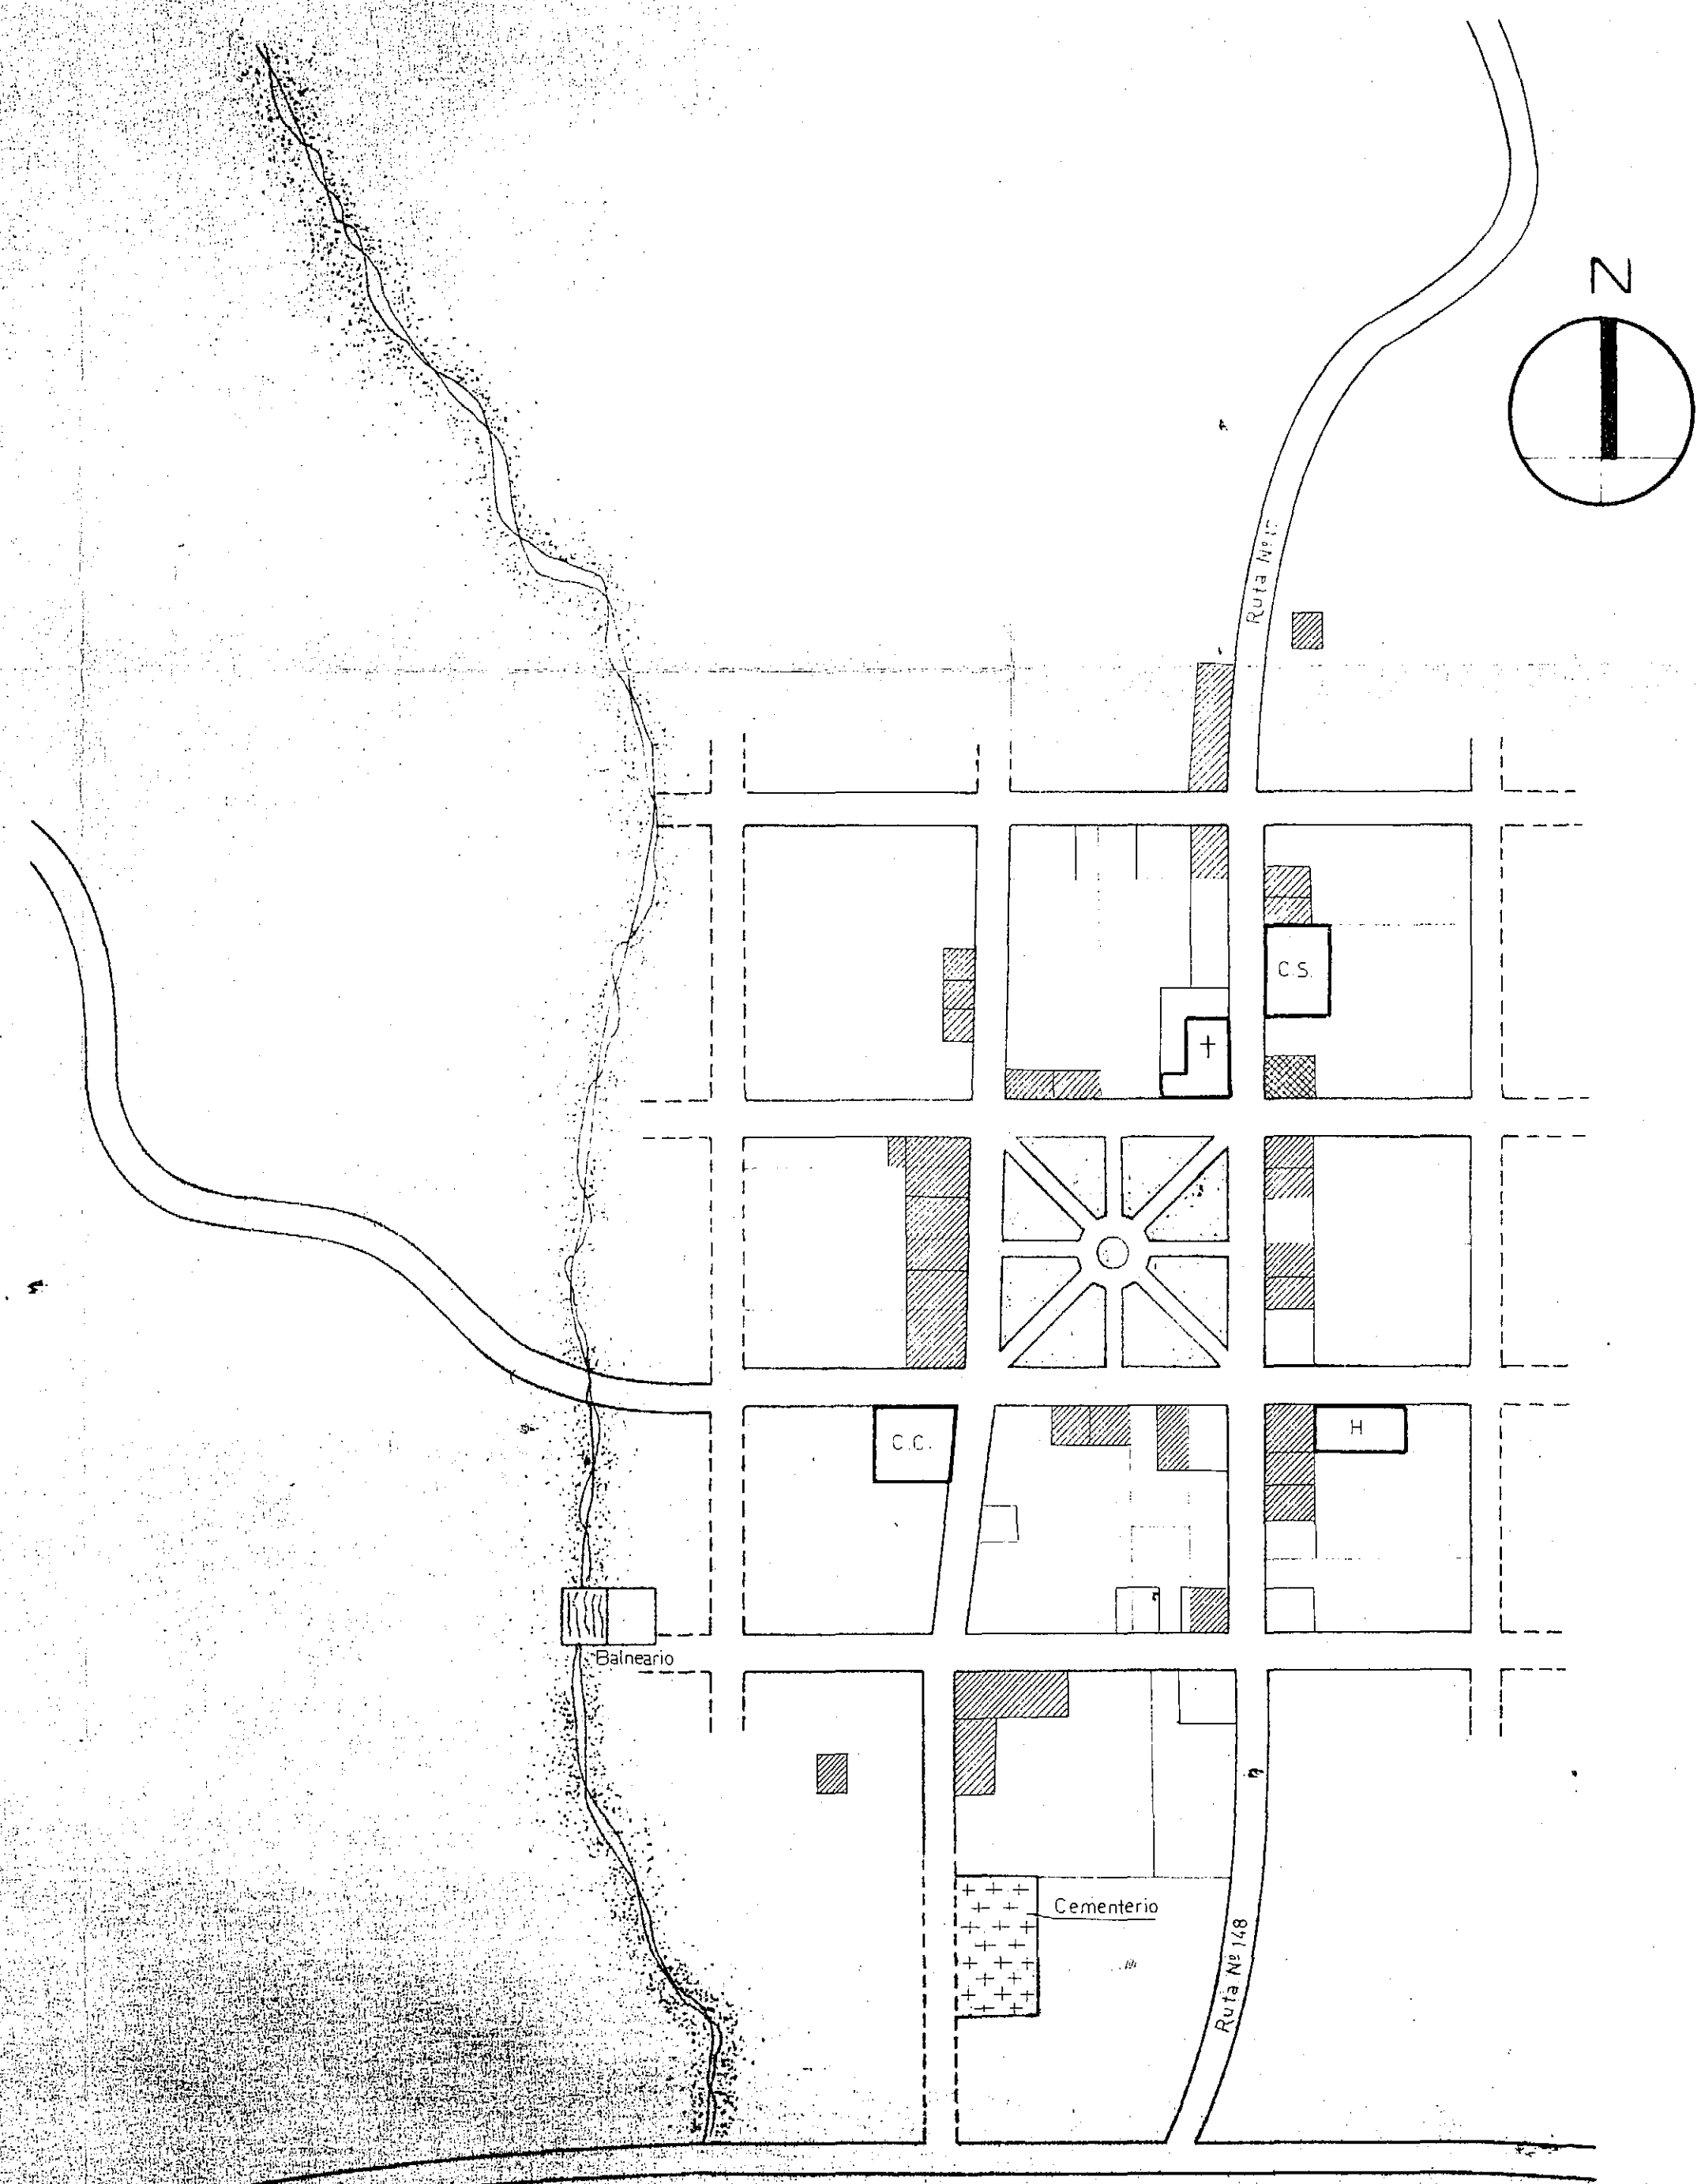 N
Ruta Nº
C.S.
C.C.
H
Balneario
Cementerio
Ruta Nº 148